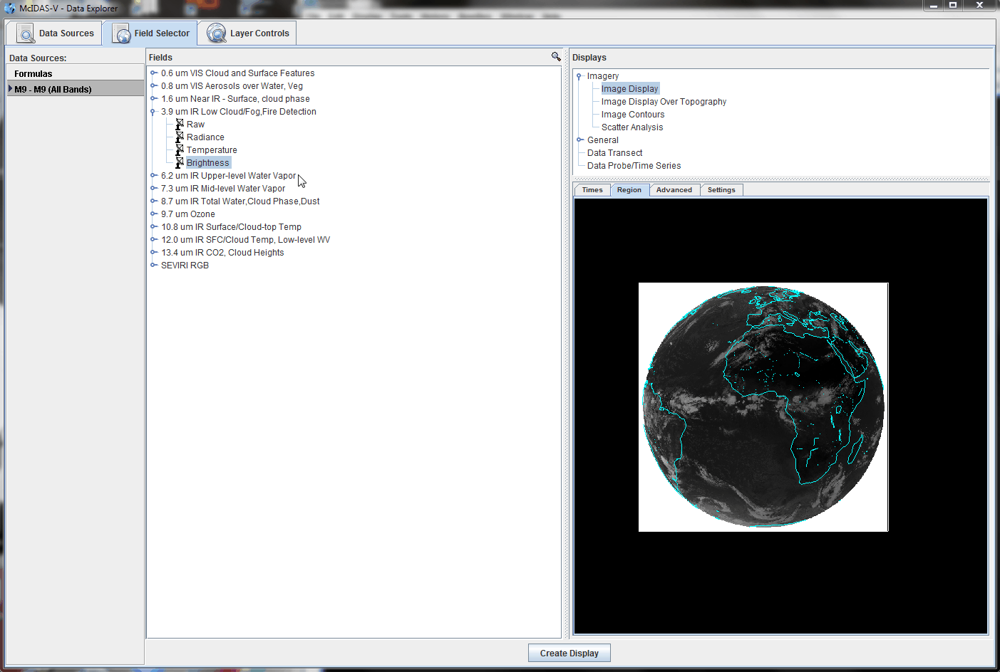 McIDAS-V - Data Explorer
Data Sources
Field Selector
Layer Controls
Data Sources:
Formulas
M9 - M9 (All Bands)
Fields
0.6 um VIS Cloud and Surface Features
0.8 um VIS Aerosols over Water, Veg
1.6 um Near IR - Surface, cloud phase
3.9 um IR Low Cloud/Fog,Fire Detection
Raw
Radiance
Temperature
Brightness
6.2 um IR Upper-level Water Vapor
7.3 um IR Mid-level Water Vapor
8.7 um IR Total Water,Cloud Phase,Dust
9.7 um Ozone
10.8 um IR Surface/Cloud-top Temp
12.0 um IR SFC/Cloud Temp, Low-level WV
13.4 um IR CO2, Cloud Heights
SEVIRI RGB
Displays
Imagery
Image Display
Image Display Over Topography
Image Contours
Scatter Analysis
General
Data Transect
Data Probe/Time Series
Times
Region
Advanced
Settings
Create Display